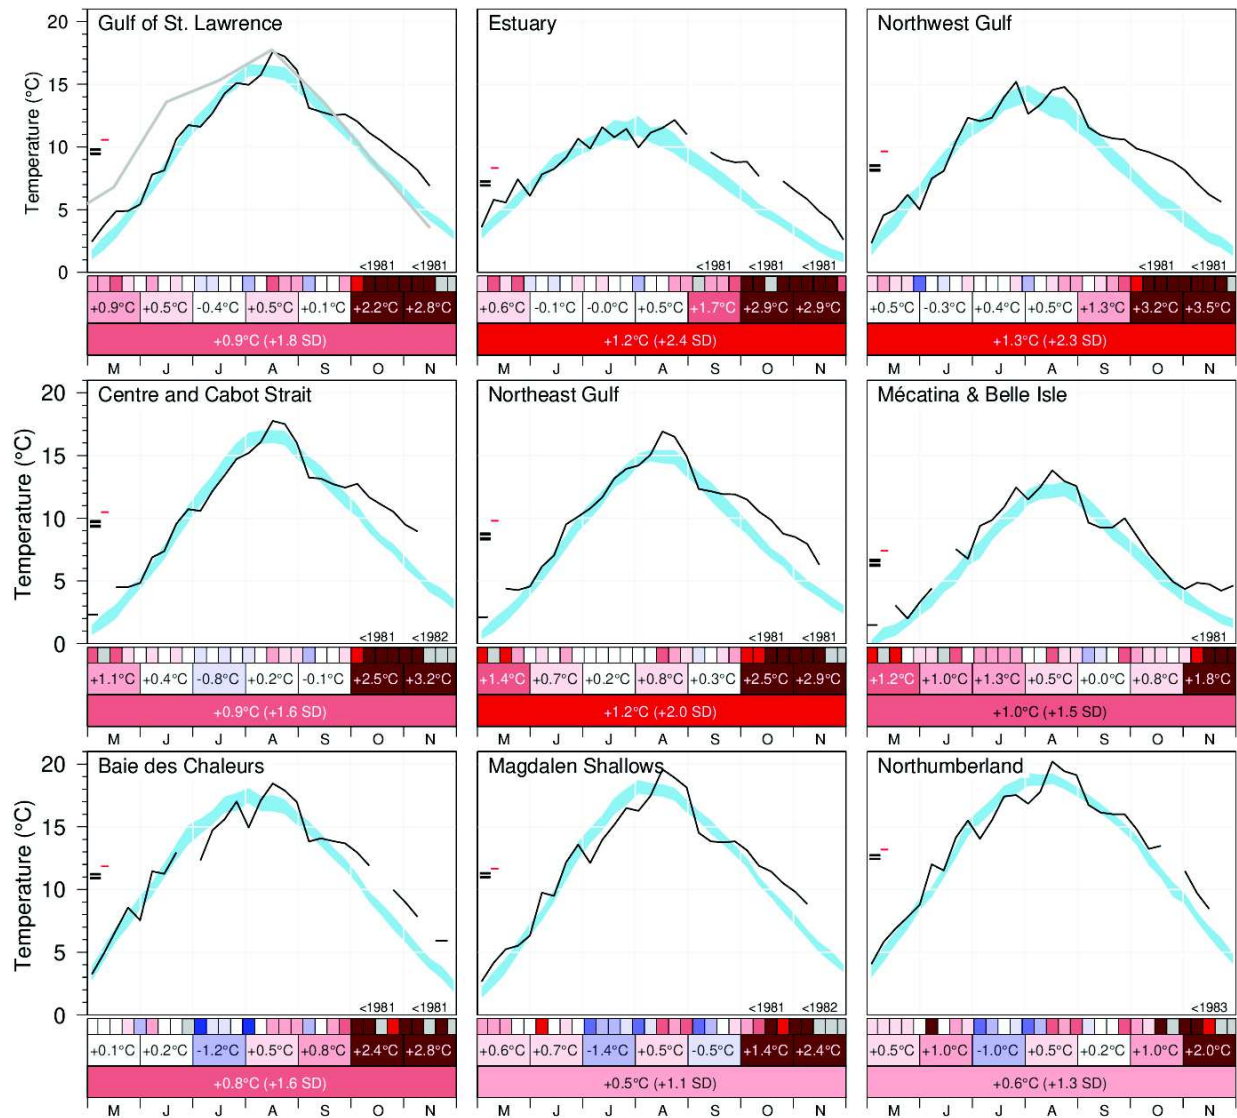 Gulf of St. Lawrence Estuary Northwest Gulf
20
15
10
5
0
Temperature (°C)
<1981 <1981 <1981 <1981 <1981 <1981 <1981
+0.9°C +0.5°C -0.4°C +0.5°C +0.1°C +2.2°C +2.8°C +0.6°C -0.1°C -0.0°C +0.5°C +1.7°C +2.9°C +2.9°C +0.5°C -0.3°C +0.4°C +0.5°C +1.3°C +3.2°C +3.5°C
+0.9°C (+1.8 SD) +1.2°C (+2.4 SD) +1.3°C (+2.3 SD)
M J J A S O N M J J A S O N M J J A S O N
Centre and Cabot Strait Northeast Gulf Mécatina & Belle Isle
20
15
10
5
0
Temperature (°C)
<1981 <1982 <1981 <1981 <1981
+1.1°C +0.4°C -0.8°C +0.2°C -0.1°C +2.5°C +3.2°C +1.4°C +0.7°C +0.2°C +0.8°C +0.3°C +2.5°C +2.9°C +1.2°C +1.0°C +1.3°C +0.5°C +0.0°C +0.8°C +1.8°C
+0.9°C (+1.6 SD) +1.2°C (+2.0 SD) +1.0°C (+1.5 SD)
M J J A S O N M J J A S O N M J J A S O N
Baie des Chaleurs Magdalen Shallows Northumberland
20
15
10
5
0
Temperature (°C)
<1981 <1981 <1981 <1982 <1983
+0.1°C +0.2°C -1.2°C +0.5°C +0.8°C +2.4°C +2.8°C +0.6°C +0.7°C -1.4°C +0.5°C -0.5°C +1.4°C +2.4°C +0.5°C +1.0°C -1.0°C +0.5°C +0.2°C +1.0°C +2.0°C
+0.8°C (+1.6 SD) +0.5°C (+1.1 SD) +0.6°C (+1.3 SD)
M J J A S O N M J J A S O N M J J A S O N